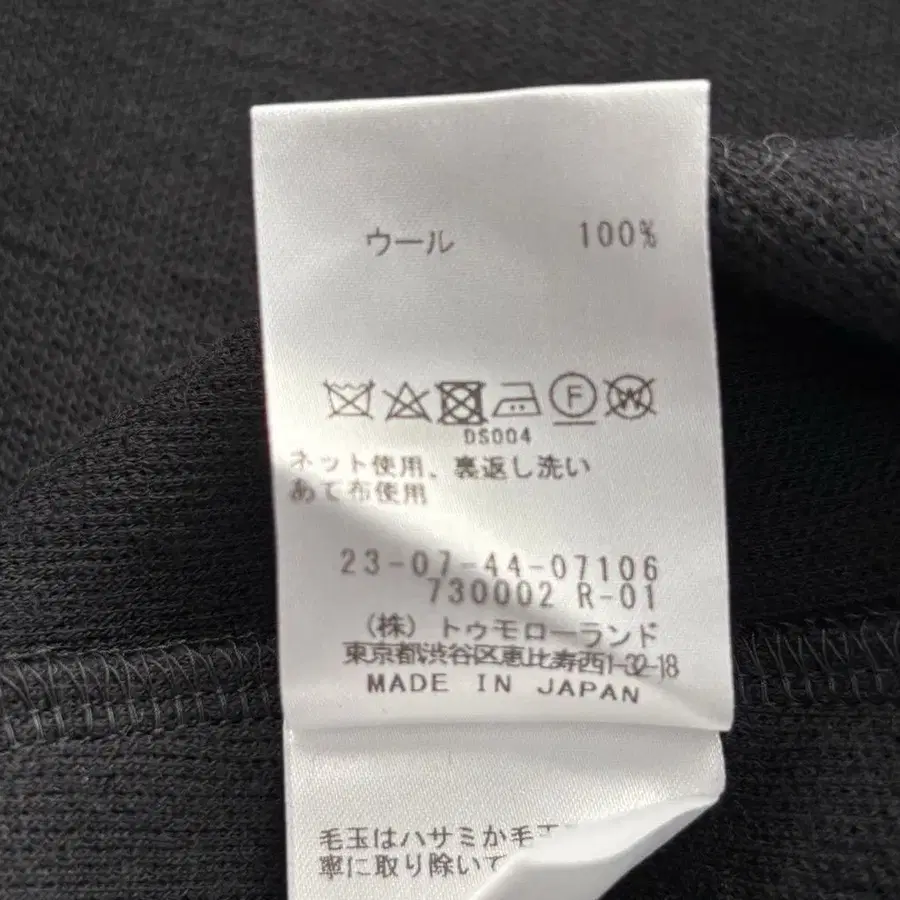 ウール 100%
F W
DS004
ネット使用、裏返し洗い
あて布使用
23-07-44-07106
730002 R-01
(株) トゥモローランド
東京都渋谷区恵比寿西1-32-18
MADE IN JAPAN
毛玉はハサミか毛
寧に取り除いて